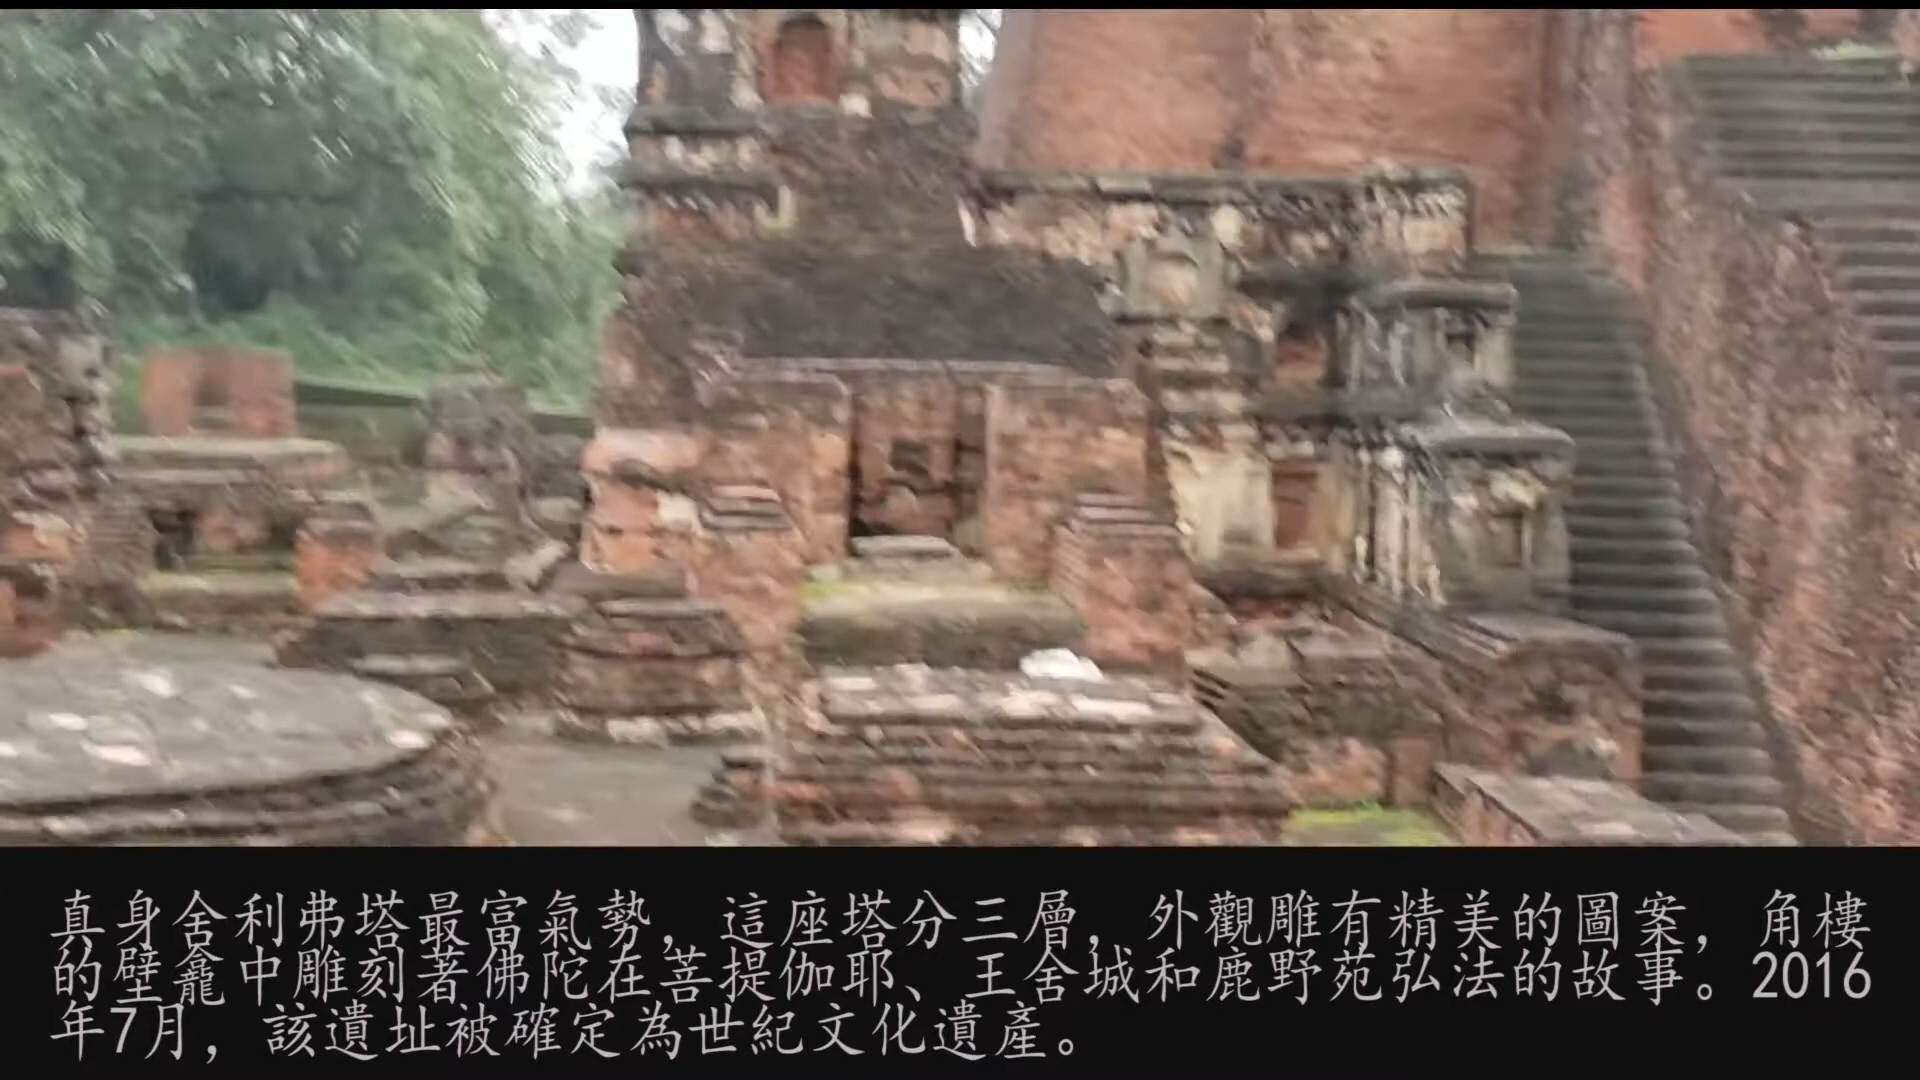 真身舍利弗塔最富氣勢，這座塔分三層，外觀雕有精美的圖案，角樓
的壁龕中雕刻著佛陀在菩提伽耶、王舍城和鹿野苑弘法的故事。2016
年7月，該遺址被確定為世紀文化遺產。